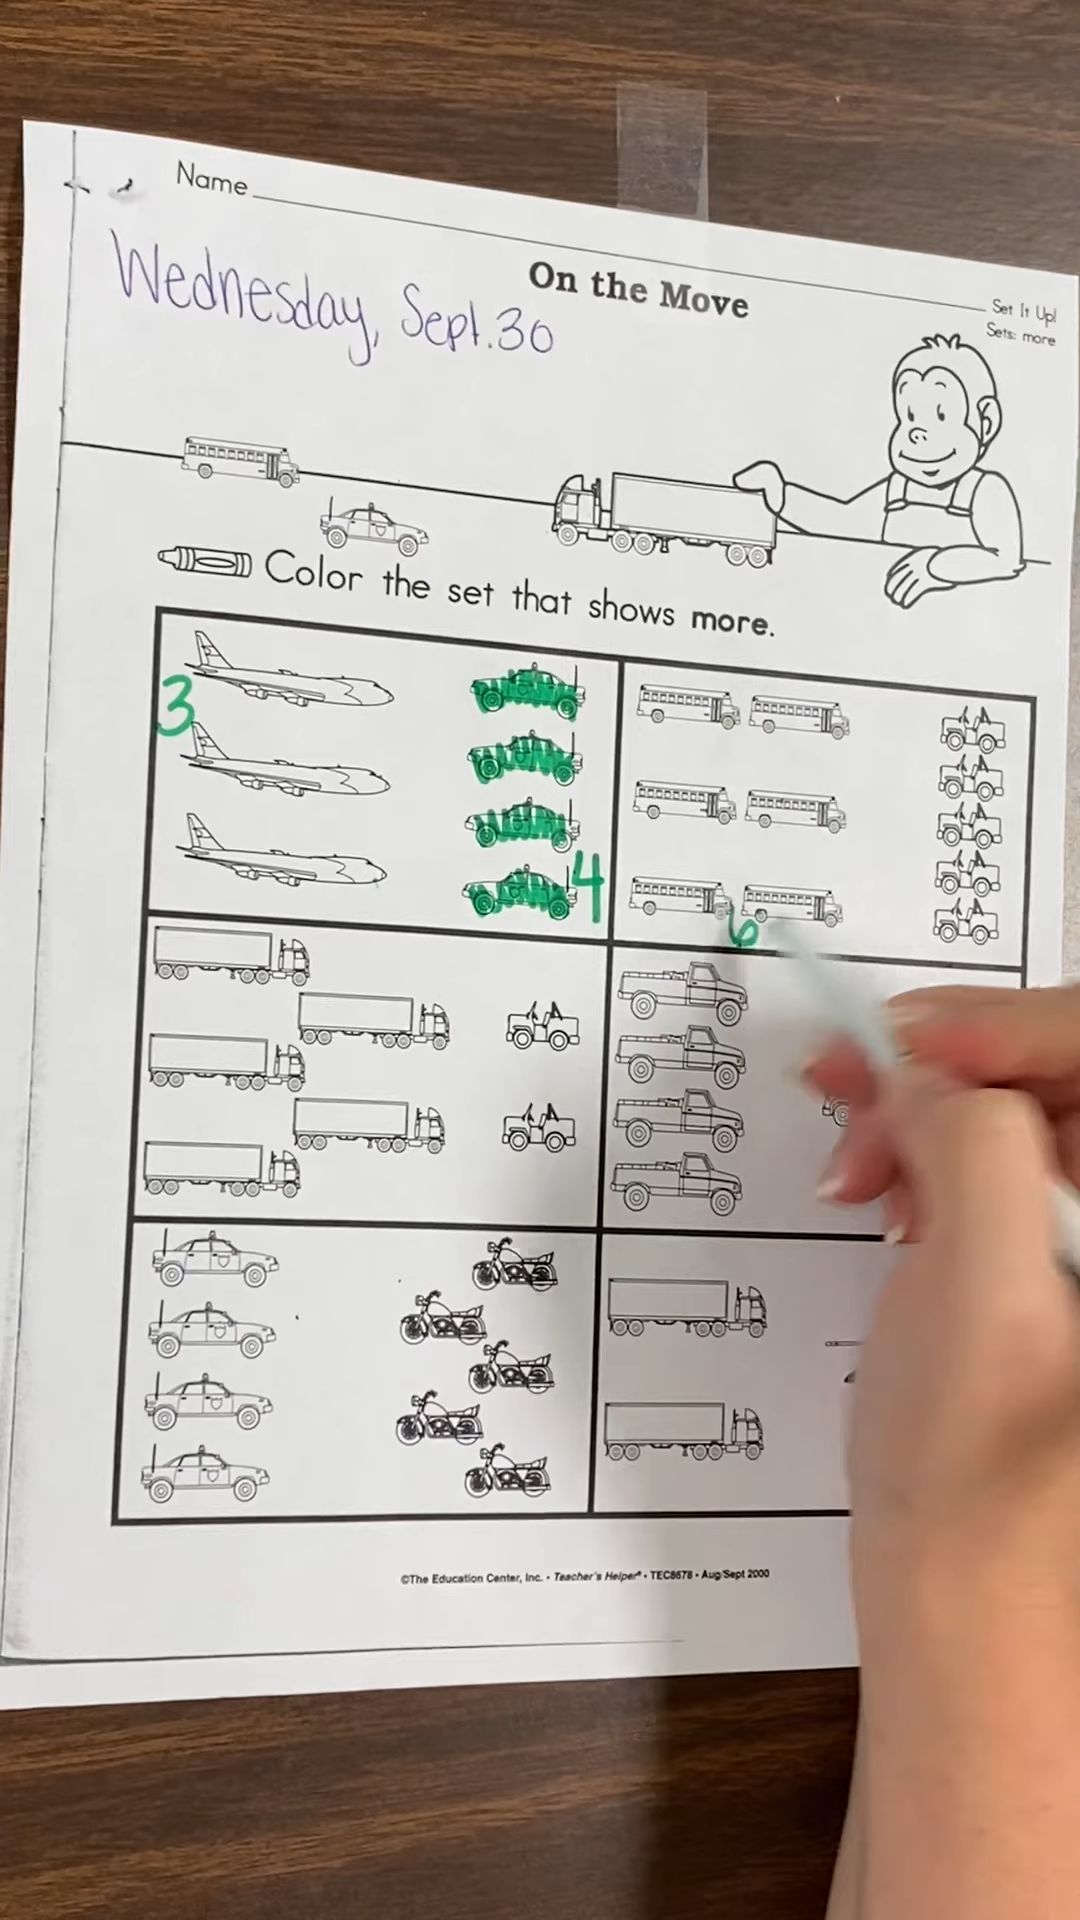 Name
Wednesday, Sept. 30
On the Move
Set It Up!
Sets: more
Color the set that shows more.
3
4
6
©The Education Center, Inc. • Teacher's Helper® • TEC8678 • Aug/Sept 2000